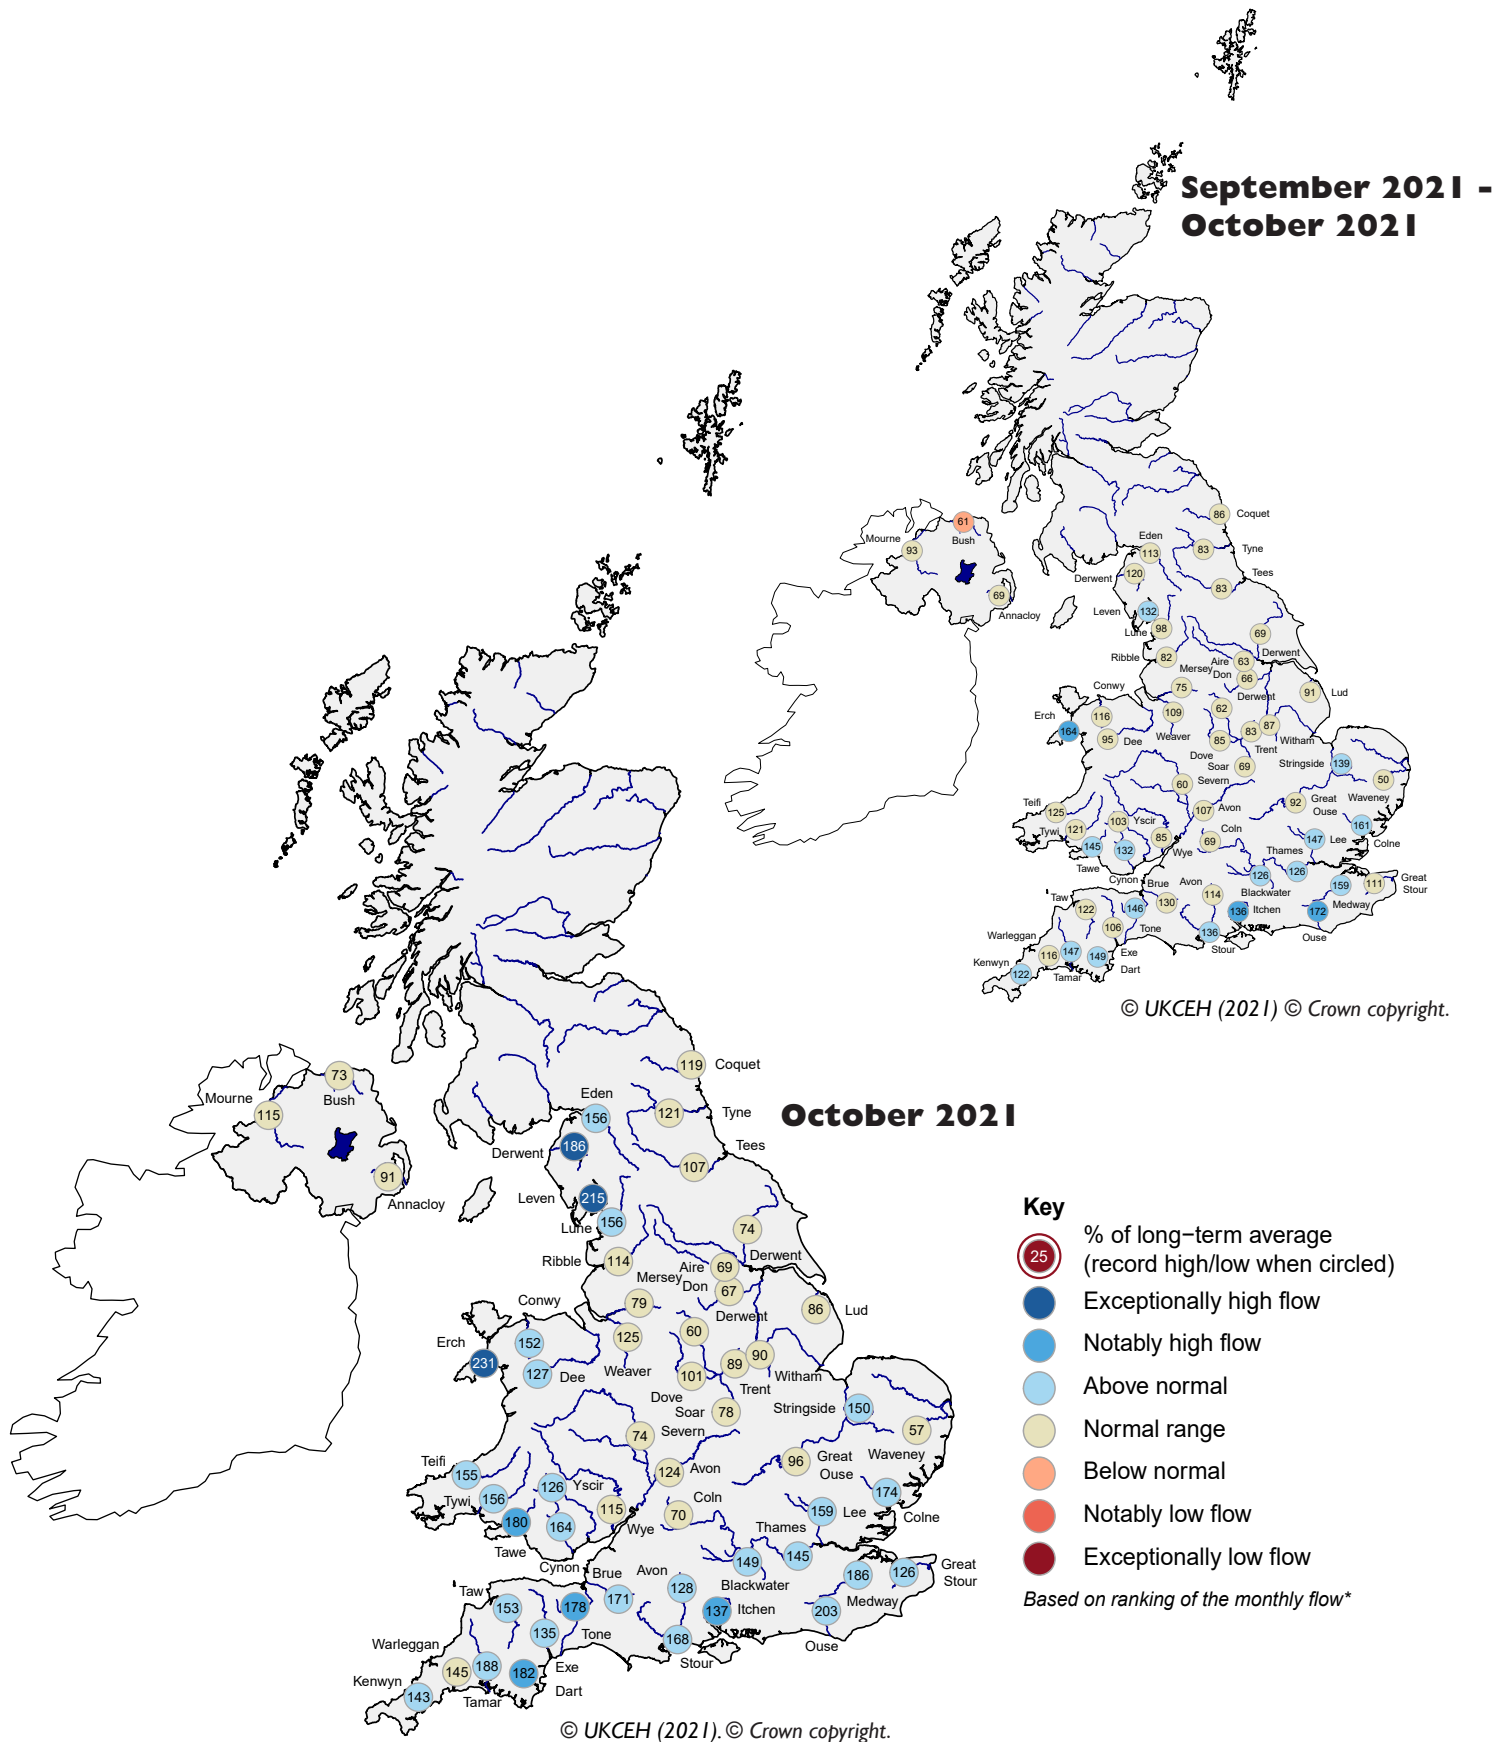 September 2021 -
October 2021
86
Coquet
61
Bush
Mourne
93
69
Annacloy
Eden
113
83
Tyne
Derwent
120
Tees
83
Leven
132
Lune
98
69
Derwent
Ribble
82
Mersey
Aire
63
Don
66
75
Derwent
91
Lud
Conwy
116
109
Weaver
62
Erch
164
95
Dee
83
87
Witham
Trent
85
Dove
Soar
69
Stringside
139
50
Waveney
60
Severn
92
Great
Ouse
Teifi
125
107
Avon
161
Colne
Tywi
121
103
Yscir
85
Wye
Coln
69
147
Lee
145
Tawe
132
Cynon
Thames
126
126
Blackwater
159
Medway
111
Great
Stour
Brue
130
Avon
114
Taw
122
146
Tone
136
Itchen
172
Ouse
106
Exe
136
Stour
Warleggan
116
147
Tamar
149
Dart
Kenwyn
122
© UKCEH (2021) © Crown copyright.
October 2021
119
Coquet
73
Bush
Mourne
115
91
Annacloy
Eden
156
121
Tyne
Derwent
186
Tees
107
Leven
215
Lune
156
74
Derwent
Ribble
114
Mersey
Aire
69
Don
67
79
Derwent
86
Lud
Conwy
152
125
Weaver
60
Erch
231
127
Dee
89
90
Witham
Trent
101
Dove
Soar
78
Stringside
150
57
Waveney
74
Severn
96
Great
Ouse
Teifi
155
124
Avon
174
Colne
Tywi
156
126
Yscir
115
Wye
Coln
70
159
Lee
180
Tawe
164
Cynon
Thames
145
149
Blackwater
186
Medway
126
Great
Stour
Brue
171
Avon
128
Taw
153
178
Tone
137
Itchen
203
Ouse
135
Exe
168
Stour
Warleggan
145
188
Tamar
182
Dart
Kenwyn
143
© UKCEH (2021). © Crown copyright.
Key
25
% of long−term average
(record high/low when circled)
Exceptionally high flow
Notably high flow
Above normal
Normal range
Below normal
Notably low flow
Exceptionally low flow
Based on ranking of the monthly flow*